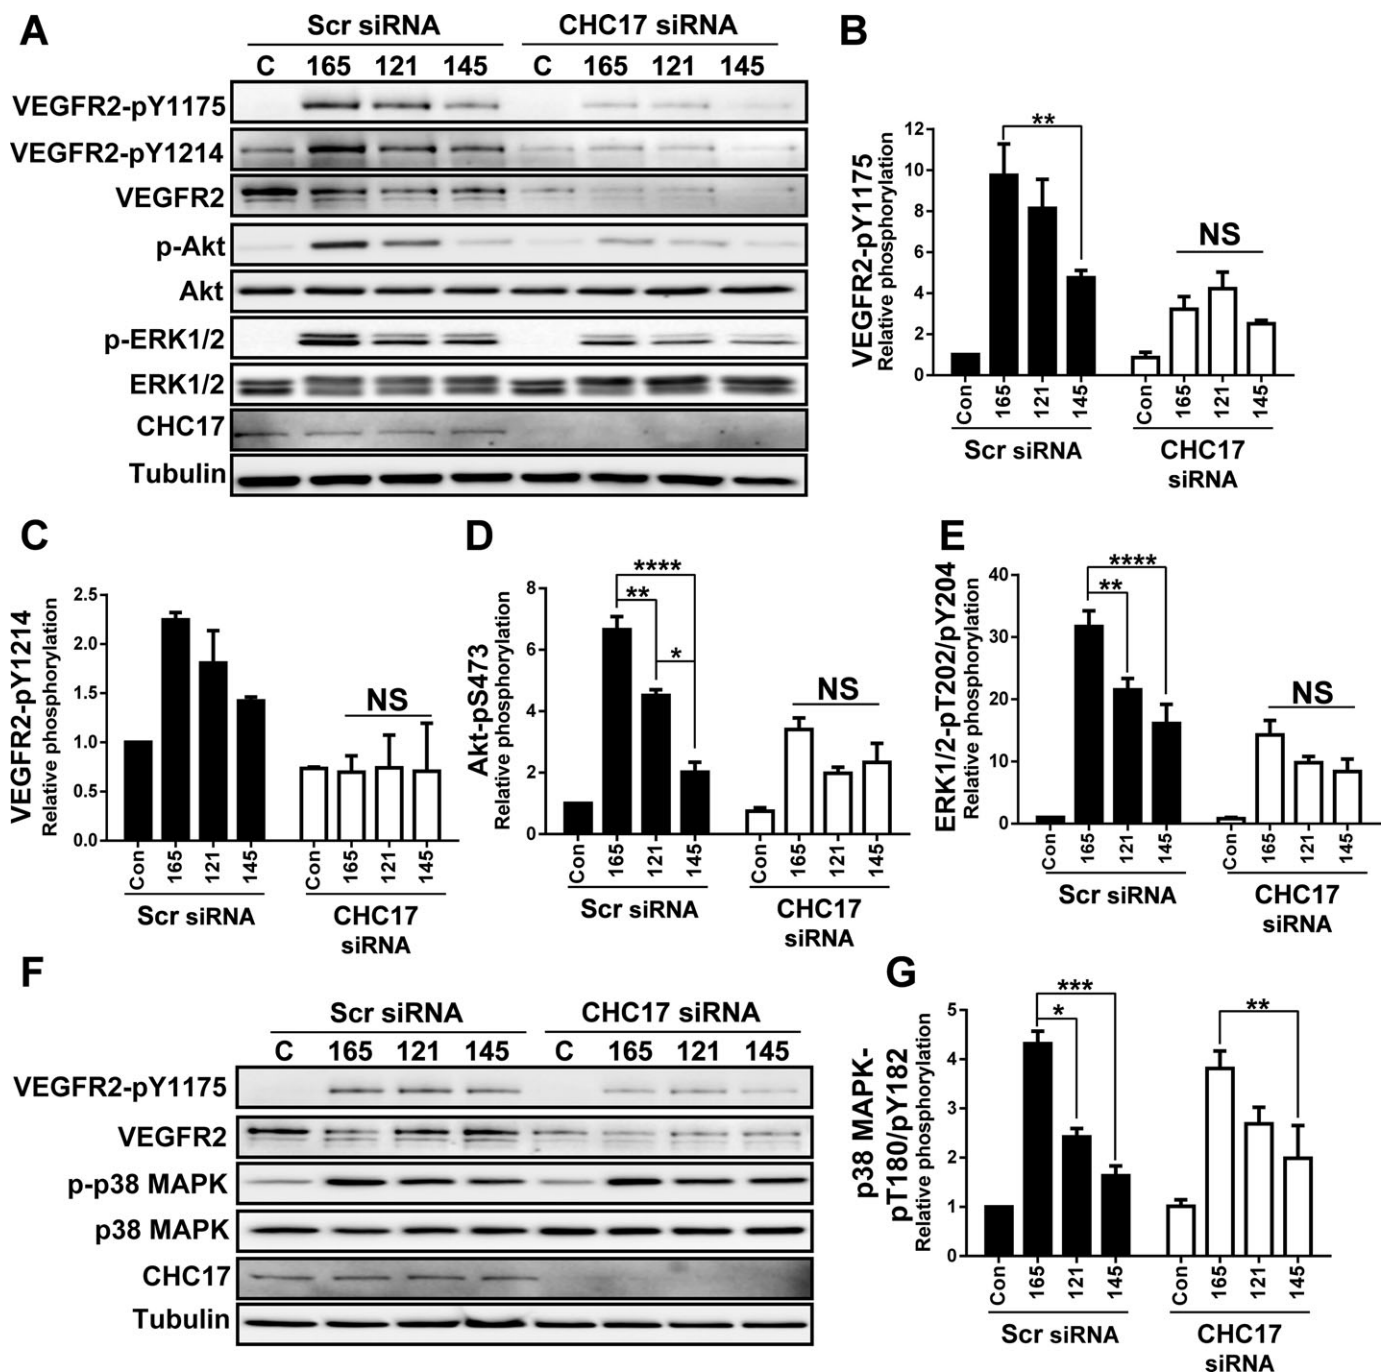 A
Scr siRNA CHC17 siRNA
C 165 121 145 C 165 121 145
VEGFR2-pY1175
VEGFR2-pY1214
VEGFR2
p-Akt
Akt
p-ERK1/2
ERK1/2
CHC17
Tubulin
B
VEGFR2-pY1175
Relative phosphorylation
12
10
8
6
4
2
0
**
NS
Con 165 121 145 Con 165 121 145
Scr siRNA CHC17
siRNA
C
VEGFR2-pY1214
Relative phosphorylation
2.5
2.0
1.5
1.0
0.5
0.0
NS
Con 165 121 145 Con 165 121 145
Scr siRNA CHC17
siRNA
D
Akt-pS473
Relative phosphorylation
8
6
4
2
0
****
**
*
NS
Con 165 121 145 Con 165 121 145
Scr siRNA CHC17
siRNA
E
ERK1/2-pT202/pY204
Relative phosphorylation
40
30
20
10
0
****
**
NS
Con 165 121 145 Con 165 121 145
Scr siRNA CHC17
siRNA
F
Scr siRNA CHC17 siRNA
C 165 121 145 C 165 121 145
VEGFR2-pY1175
VEGFR2
p-p38 MAPK
p38 MAPK
CHC17
Tubulin
G
p38 MAPK-
pT180/pY182
Relative phosphorylation
5
4
3
2
1
0
***
*
**
Con 165 121 145 Con 165 121 145
Scr siRNA CHC17
siRNA